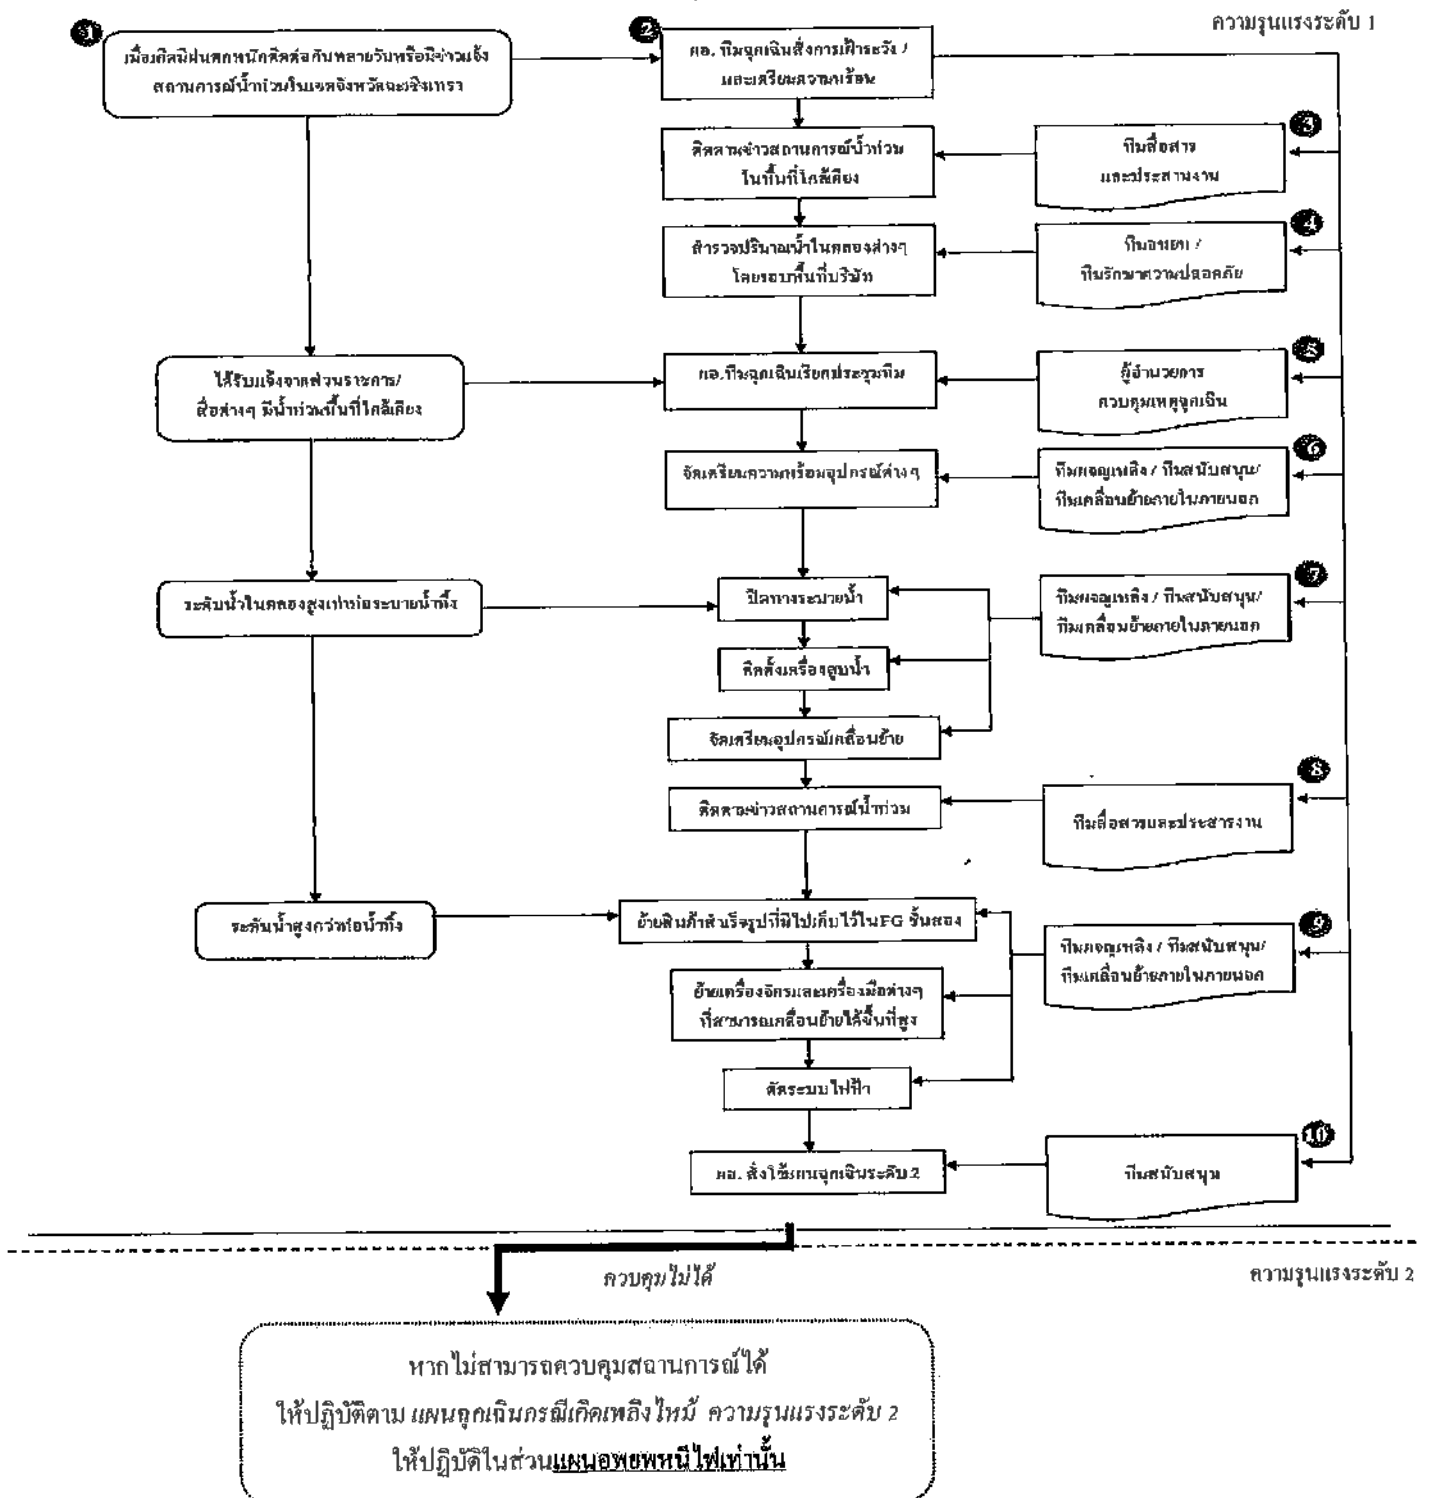 ความรุนแรงระดับ 1
1
เมื่อเกิดมีฝนตกหนักติดต่อกันหลายวันหรือมีข่าวแจ้ง
สถานการณ์น้ำท่วมในเขตจังหวัดฉะเชิงเทรา
2
ผอ. ทีมฉุกเฉินสั่งการเฝ้าระวัง /
และเตรียมความพร้อม
ติดตามข่าวสถานการณ์น้ำท่วม
ในพื้นที่ใกล้เคียง
3
ทีมสื่อสาร
และประสานงาน
สำรวจปริมาณน้ำในคลองต่างๆ
โดยรอบพื้นที่บริษัท
4
ทีมอพยพ /
ทีมรักษาความปลอดภัย
ได้รับแจ้งจากส่วนราชการ/
สื่อต่างๆ มีน้ำท่วมพื้นที่ใกล้เคียง
ผอ.ทีมฉุกเฉินเรียกประชุมทีม
5
ผู้อำนวยการ
ควบคุมเหตุฉุกเฉิน
จัดเตรียมความพร้อมอุปกรณ์ต่างๆ
6
ทีมผจญเพลิง / ทีมสนับสนุน/
ทีมเคลื่อนย้ายภายในภายนอก
ระดับน้ำในคลองสูงเท่าท่อระบายน้ำทิ้ง
ปิดทางระบายน้ำ
7
ทีมผจญเพลิง / ทีมสนับสนุน/
ทีมเคลื่อนย้ายภายในภายนอก
ติดตั้งเครื่องสูบน้ำ
จัดเตรียมอุปกรณ์เคลื่อนย้าย
ติดตามข่าวสถานการณ์น้ำท่วม
8
ทีมสื่อสารและประสารงาน
ระดับน้ำสูงกว่าท่อน้ำทิ้ง
ย้ายสินค้าสำเร็จรูปที่มีไปเก็บไว้ในFG ชั้นสอง
9
ทีมผจญเพลิง / ทีมสนับสนุน/
ทีมเคลื่อนย้ายภายในภายนอก
ย้ายเครื่องจักรและเครื่องมือต่างๆ
ที่สามารถเคลื่อนย้ายได้ขึ้นที่สูง
ตัดระบบไฟฟ้า
ผอ. สั่งใช้แผนฉุกเฉินระดับ 2
10
ทีมสนับสนุน
ควบคุมไม่ได้
ความรุนแรงระดับ 2
หากไม่สามารถควบคุมสถานการณ์ได้
ให้ปฏิบัติตาม แผนฉุกเฉินกรณีเกิดเพลิงไหม้ ความรุนแรงระดับ 2
ให้ปฏิบัติในส่วนแผนอพยพหนีไฟเท่านั้น